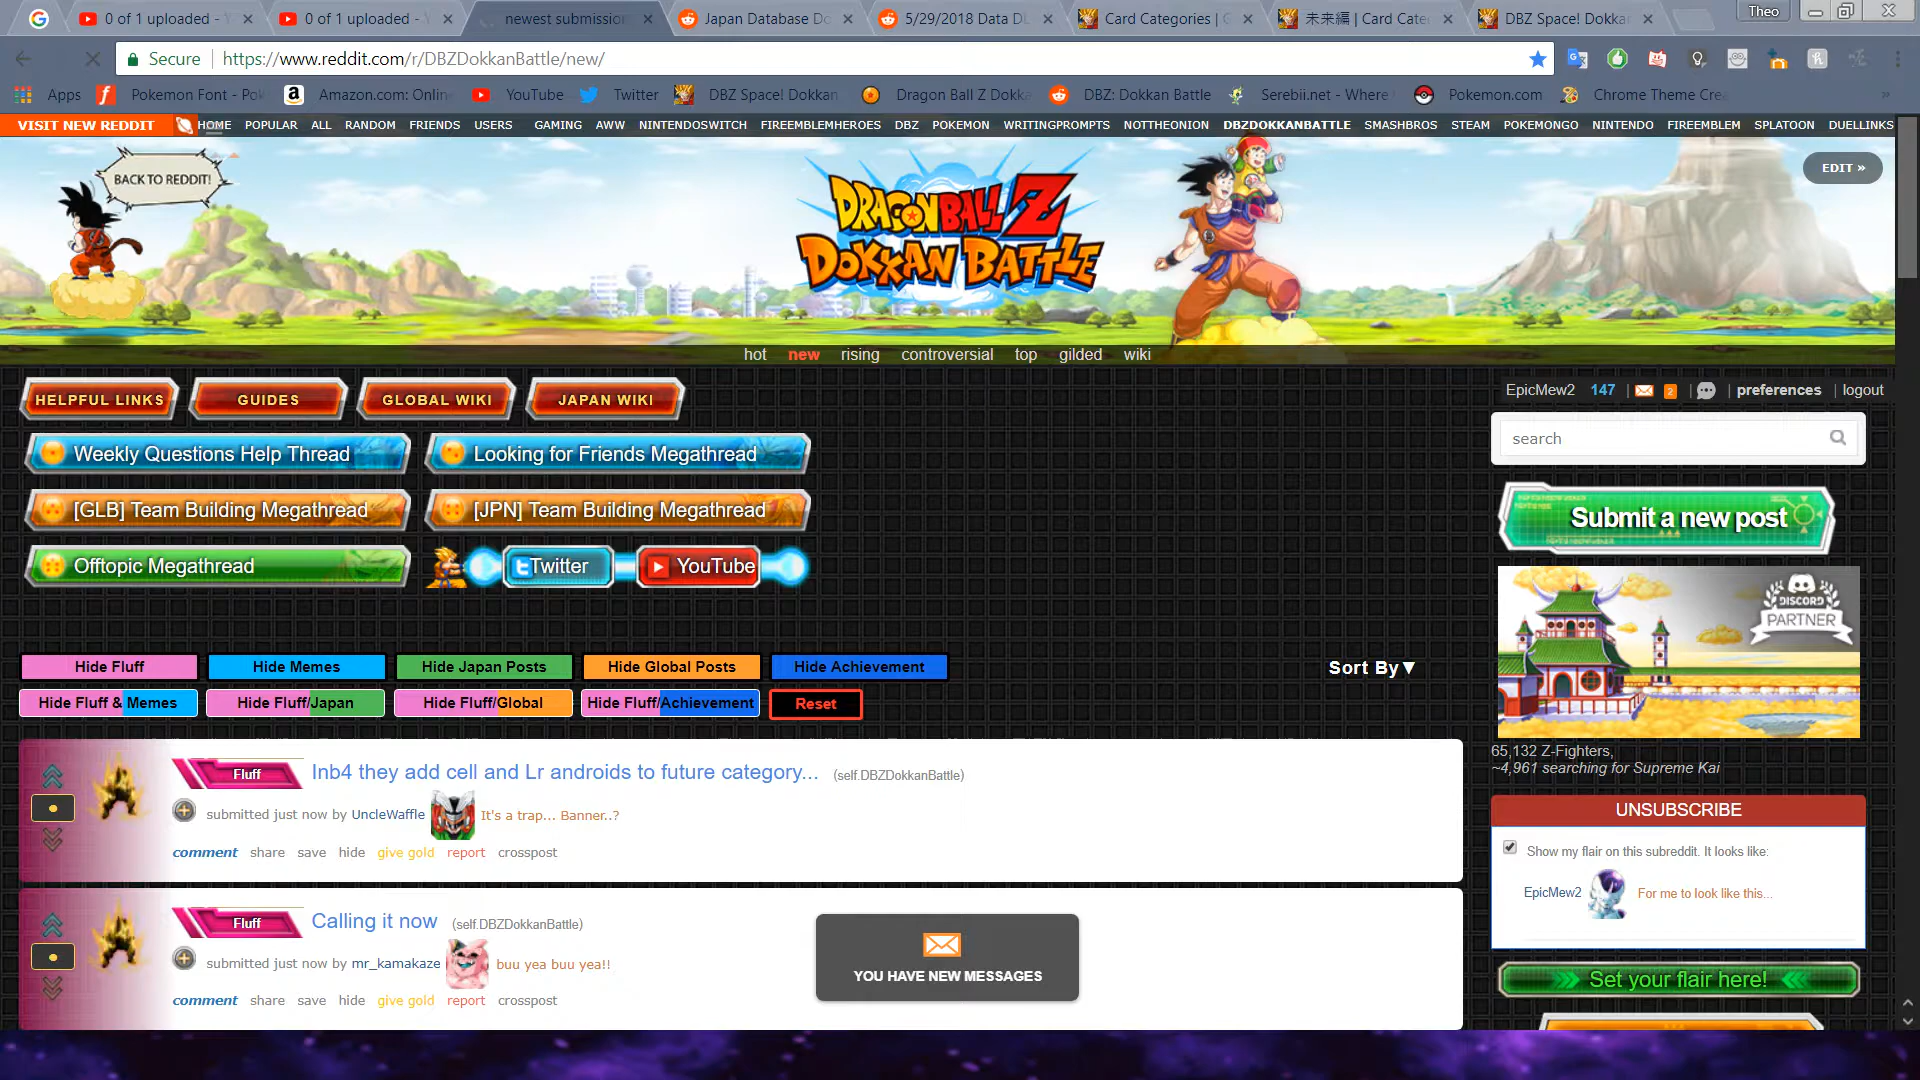 0 of 1 uploaded - Y
0 of 1 uploaded - Y
newest submission
Japan Database Do
5/29/2018 Data DL
Card Categories | G
未来編 | Card Cate
DBZ Space! Dokka
Theo
Secure
https://www.reddit.com/r/DBZDokkanBattle/new/
Apps
Pokemon Font - Pok
Amazon.com: Online
YouTube
Twitter
DBZ Space! Dokkan
Dragon Ball Z Dokka
DBZ: Dokkan Battle
Serebii.net - Where
Pokemon.com
Chrome Theme Crea
VISIT NEW REDDIT
HOME POPULAR ALL RANDOM FRIENDS USERS GAMING AWW NINTENDOSWITCH FIREEMBLEMHEROES DBZ POKEMON WRITINGPROMPTS NOTTHEONION DBZDOKKANBATTLE SMASHBROS STEAM POKEMONGO NINTENDO FIREEMBLEM SPLATOON DUELLINKS
BACK TO REDDIT!
DRAGON BALL Z
DOKKAN BATTLE
EDIT »
hot new rising controversial top gilded wiki
HELPFUL LINKS
GUIDES
GLOBAL WIKI
JAPAN WIKI
EpicMew2 147 | 2 | | preferences | logout
search
Weekly Questions Help Thread
Looking for Friends Megathread
[GLB] Team Building Megathread
[JPN] Team Building Megathread
Offtopic Megathread
Twitter
YouTube
Submit a new post
DISCORD
PARTNER
Hide Fluff
Hide Memes
Hide Japan Posts
Hide Global Posts
Hide Achievement
Sort By▼
Hide Fluff & Memes
Hide Fluff/Japan
Hide Fluff/Global
Hide Fluff/Achievement
Reset
65,132 Z-Fighters,
~4,961 searching for Supreme Kai
Fluff
Inb4 they add cell and Lr androids to future category... (self.DBZDokkanBattle)
submitted just now by UncleWaffle It's a trap... Banner..?
comment share save hide give gold report crosspost
UNSUBSCRIBE
Show my flair on this subreddit. It looks like:
EpicMew2 For me to look like this...
Fluff
Calling it now (self.DBZDokkanBattle)
submitted just now by mr_kamakaze buu yea buu yea!!
comment share save hide give gold report crosspost
YOU HAVE NEW MESSAGES
Set your flair here!